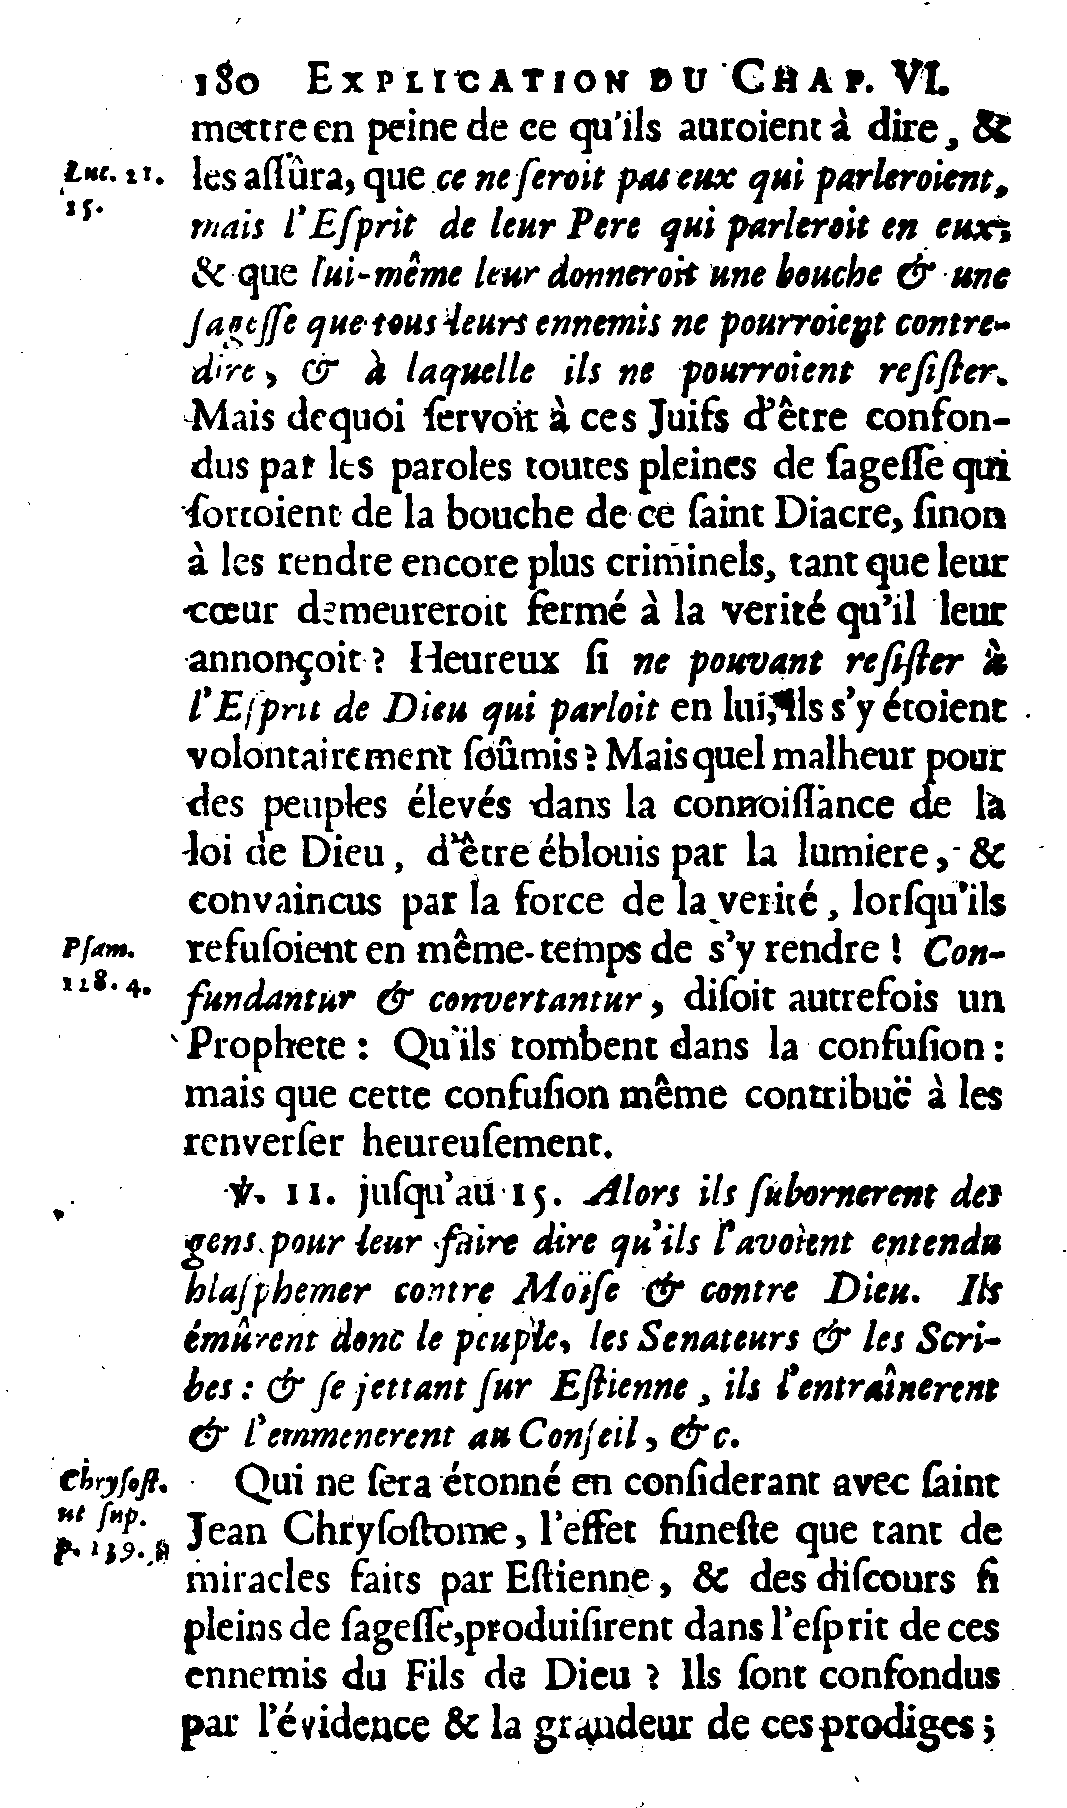 180 EXPLICATION DU CHAP. VI.
mettre en peine de ce qu'ils auroient à dire, &
Luc. 21. les aſſûra, que ce ne ſeroit pas eux qui parleroient,
15.
mais l'Eſprit de leur Pere qui parleroit en eux;
& que lui-même leur donneroit une bouche & une
ſageſſe que tous leurs ennemis ne pourroient contre-
dire, & à laquelle ils ne pourroient reſiſter.
Mais dequoi ſervoit à ces Juifs d'être confon-
dus par les paroles toutes pleines de ſageſſe qui
ſortoient de la bouche de ce ſaint Diacre, ſinon
à les rendre encore plus criminels, tant que leur
cœur demeureroit fermé à la verité qu'il leur
annonçoit? Heureux ſi ne pouvant reſiſter à
l'Eſprit de Dieu qui parloit en lui, ils s'y étoient
volontairement ſoûmis? Mais quel malheur pour
des peuples élevés dans la connoiſſance de la
loi de Dieu, d'être éblouis par la lumiere, &
convaincus par la force de la verité, lorſqu'ils
Pſam. refuſoient en même-temps de s'y rendre! Con-
118. 4. fundantur & convertantur, diſoit autrefois un
Prophete: Qu'ils tombent dans la confuſion:
mais que cette confuſion même contribuë à les
renverſer heureuſement.
℣. 11. juſqu'au 15. Alors ils ſubornerent des
gens pour leur faire dire qu'ils l'avoient entendu
blaſphemer contre Moïſe & contre Dieu. Ils
émûrent donc le peuple, les Senateurs & les Scri-
bes: & ſe jettant ſur Eſtienne, ils l'entraînerent
& l'emmenerent au Conſeil, &c.
Chryſoſt. Qui ne ſera étonné en conſiderant avec ſaint
ut ſup.
Jean Chryſoſtome, l'effet funeſte que tant de
p. 139.
miracles faits par Eſtienne, & des diſcours ſi
pleins de ſageſſe, produiſirent dans l'eſprit de ces
ennemis du Fils de Dieu? Ils ſont confondus
par l'évidence & la grandeur de ces prodiges;